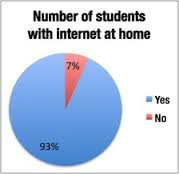 Number of students
with internet at home
7%
Yes
No
93%